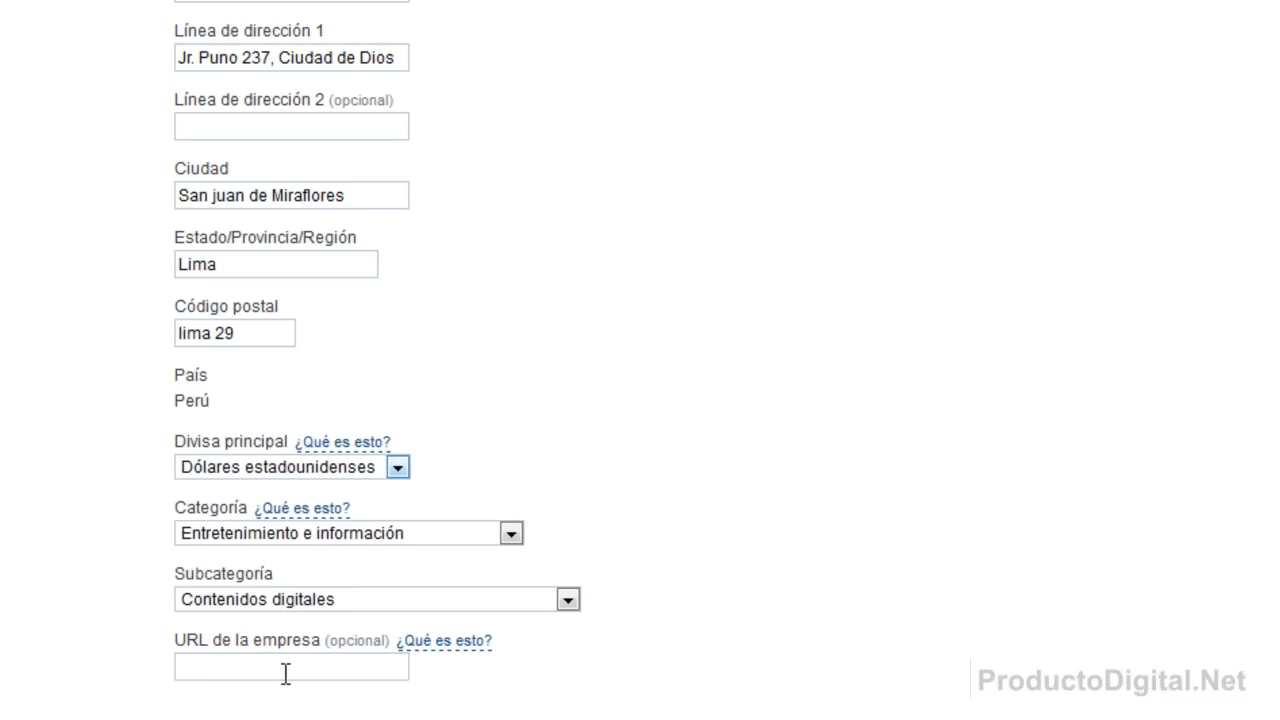 Línea de dirección 1
Jr. Puno 237, Ciudad de Dios
Línea de dirección 2 (opcional)
Ciudad
San juan de Miraflores
Estado/Provincia/Región
Lima
Código postal
lima 29
País
Perú
Divisa principal ¿Qué es esto?
Dólares estadounidenses
Categoría ¿Qué es esto?
Entretenimiento e información
Subcategoría
Contenidos digitales
URL de la empresa (opcional) ¿Qué es esto?
ProductoDigital.Net